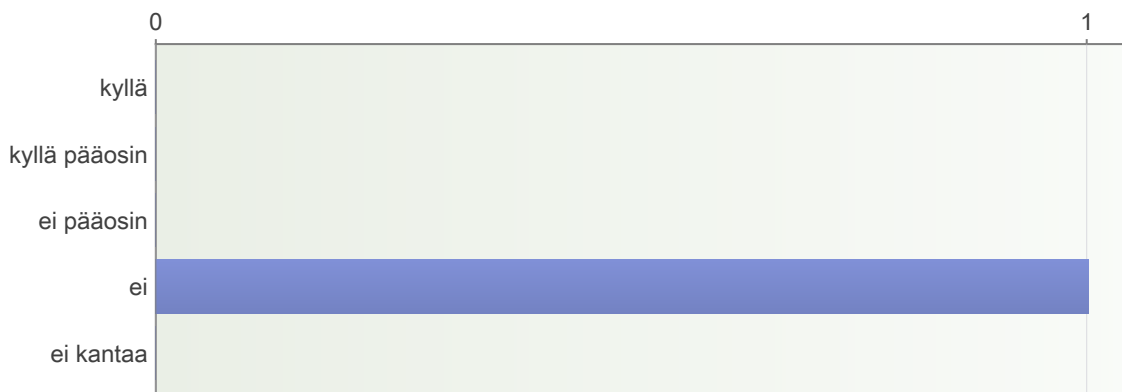 0 1
kyllä
kyllä pääosin
ei pääosin
ei
ei kantaa